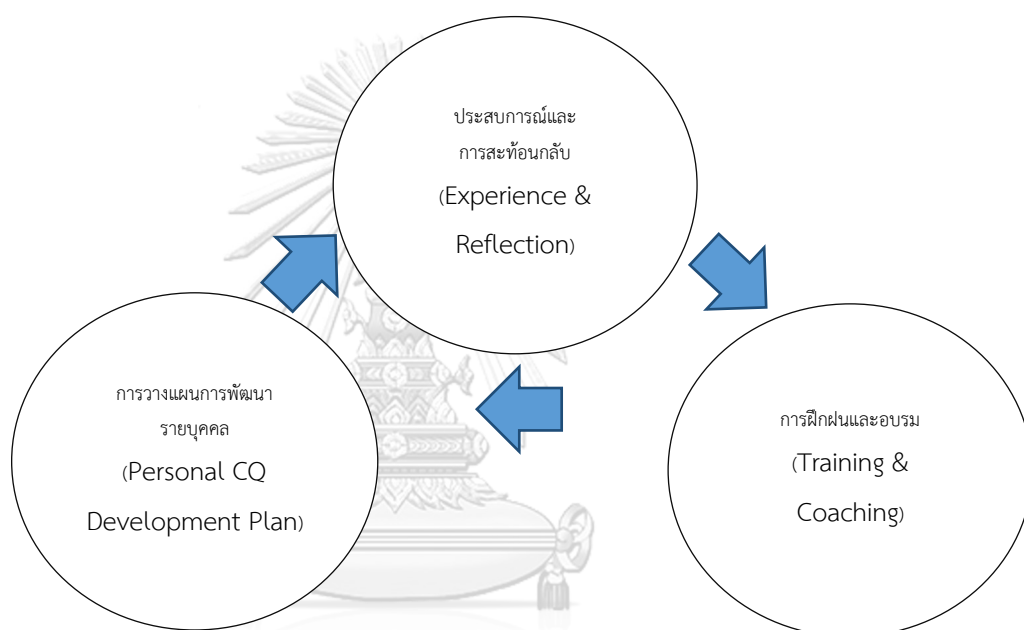 ประสบการณ์และ
การสะท้อนกลับ
(Experience &
Reflection)
การวางแผนการพัฒนา
รายบุคคล
(Personal CQ
Development Plan)
การฝึกฝนและอบรม
(Training &
Coaching)